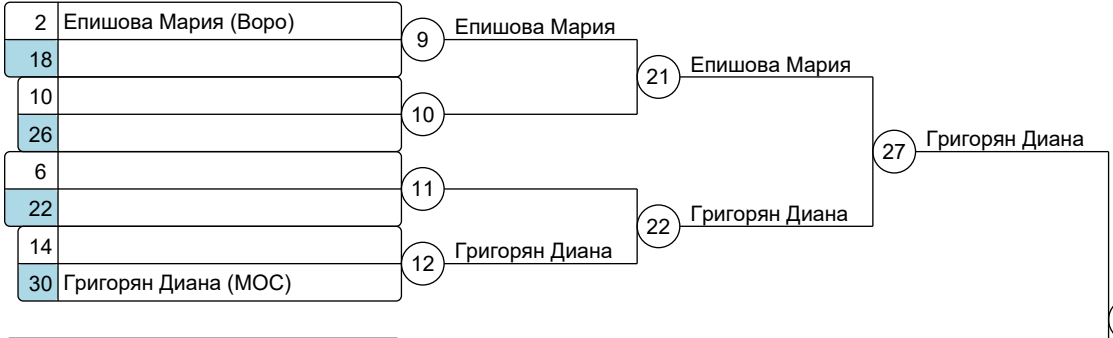 2 Епишова Мария (Воро)
18
10
26
6
22
14
30 Григорян Диана (МОС)
9 Епишова Мария
10
11
12 Григорян Диана
21 Епишова Мария
22 Григорян Диана
27 Григорян Диана